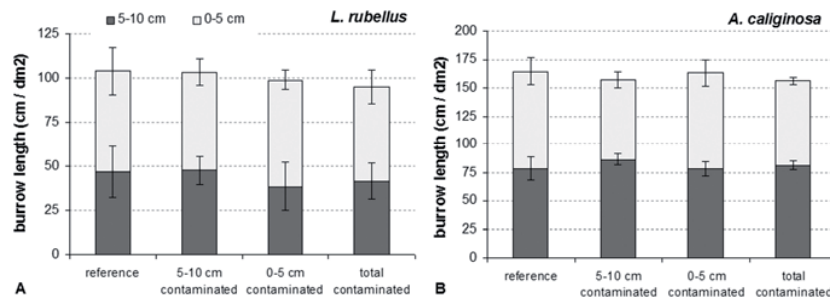 5-10 cm 0-5 cm L. rubellus
burrow length (cm / dm2)
125
100
75
50
25
0
reference 5-10 cm contaminated 0-5 cm contaminated total contaminated
A
A. caliginosa
burrow length (cm / dm2)
200
175
150
125
100
75
50
25
0
reference 5-10 cm contaminated 0-5 cm contaminated total contaminated
B